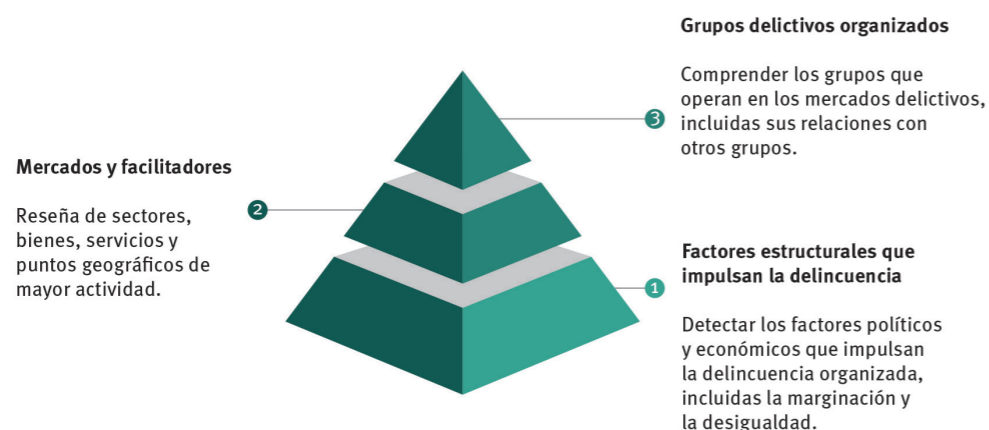 Grupos delictivos organizados
Comprender los grupos que
operan en los mercados delictivos,
incluidas sus relaciones con
otros grupos.
3
Mercados y facilitadores
Reseña de sectores,
bienes, servicios y
puntos geográficos de
mayor actividad.
2
Factores estructurales que
impulsan la delincuencia
1
Detectar los factores políticos
y económicos que impulsan
la delincuencia organizada,
incluidas la marginación y
la desigualdad.